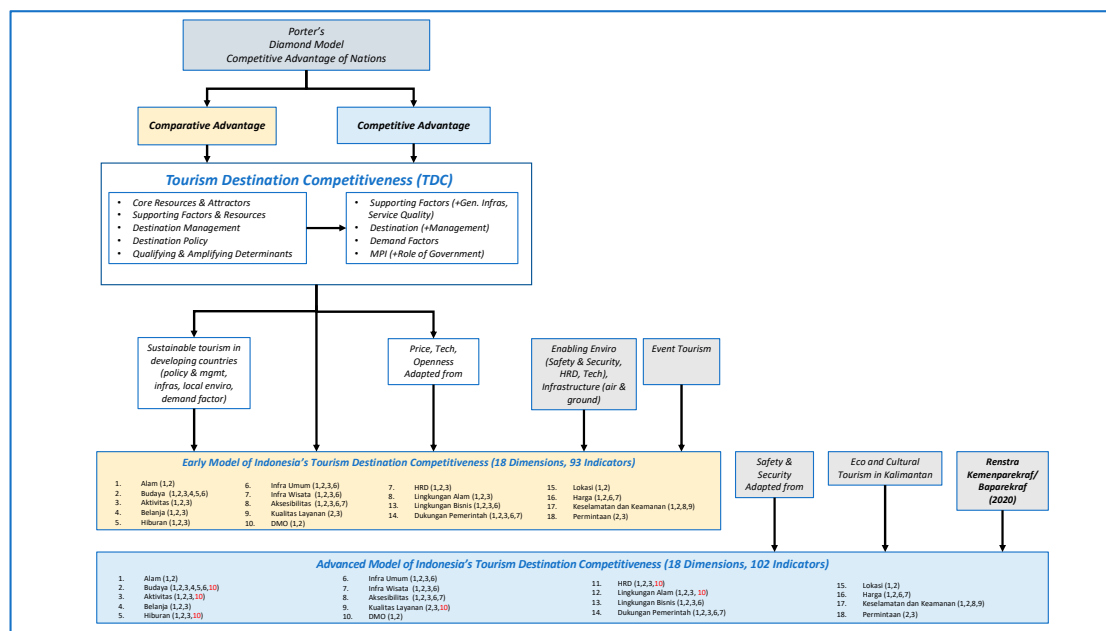 Porter's
Diamond Model
Competitive Advantage of Nations
Comparative Advantage
Competitive Advantage
Tourism Destination Competitiveness (TDC)
• Core Resources & Attractors
• Supporting Factors & Resources
• Destination Management
• Destination Policy
• Qualifying & Amplifying Determinants
• Supporting Factors (+Gen. Infras,
Service Quality)
• Destination (+Management)
• Demand Factors
• MPI (+Role of Government)
Sustainable tourism in
developing countries
(policy & mgmt,
infras, local enviro,
demand factor)
Price, Tech,
Openness
Adapted from
Enabling Enviro
(Safety & Security,
HRD, Tech),
Infrastructure (air &
ground)
Event Tourism
Early Model of Indonesia's Tourism Destination Competitiveness (18 Dimensions, 93 Indicators)
1. Alam (1,2)
2. Budaya (1,2,3,4,5,6)
3. Aktivitas (1,2,3)
4. Belanja (1,2,3)
5. Hiburan (1,2,3)
6. Infra Umum (1,2,3,6)
7. Infra Wisata (1,2,3,6)
8. Aksesibilitas (1,2,3,6,7)
9. Kualitas Layanan (2,3)
10. DMO (1,2)
7. HRD (1,2,3)
8. Lingkungan Alam (1,2,3)
13. Lingkungan Bisnis (1,2,3,6)
14. Dukungan Pemerintah (1,2,3,6,7)
15. Lokasi (1,2)
16. Harga (1,2,6,7)
17. Keselamatan dan Keamanan (1,2,8,9)
18. Permintaan (2,3)
Safety &
Security
Adapted from
Eco and Cultural
Tourism in Kalimantan
Renstra
Kemenparekraf/
Baparekraf
(2020)
Advanced Model of Indonesia's Tourism Destination Competitiveness (18 Dimensions, 102 Indicators)
1. Alam (1,2)
2. Budaya (1,2,3,4,5,6,10)
3. Aktivitas (1,2,3,10)
4. Belanja (1,2,3)
5. Hiburan (1,2,3,10)
6. Infra Umum (1,2,3,6)
7. Infra Wisata (1,2,3,6)
8. Aksesibilitas (1,2,3,6,7)
9. Kualitas Layanan (2,3,10)
10. DMO (1,2)
11. HRD (1,2,3,10)
12. Lingkungan Alam (1,2,3, 10)
13. Lingkungan Bisnis (1,2,3,6)
14. Dukungan Pemerintah (1,2,3,6,7)
15. Lokasi (1,2)
16. Harga (1,2,6,7)
17. Keselamatan dan Keamanan (1,2,8,9)
18. Permintaan (2,3)